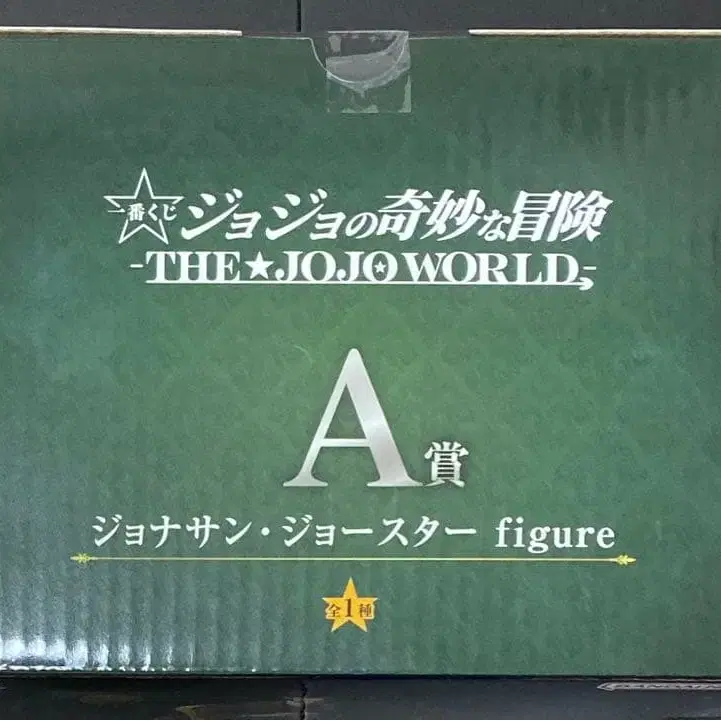 一番くじ ジョジョの奇妙な冒険
-THE★JOJO WORLD-
A賞
ジョナサン・ジョースター figure
全1種